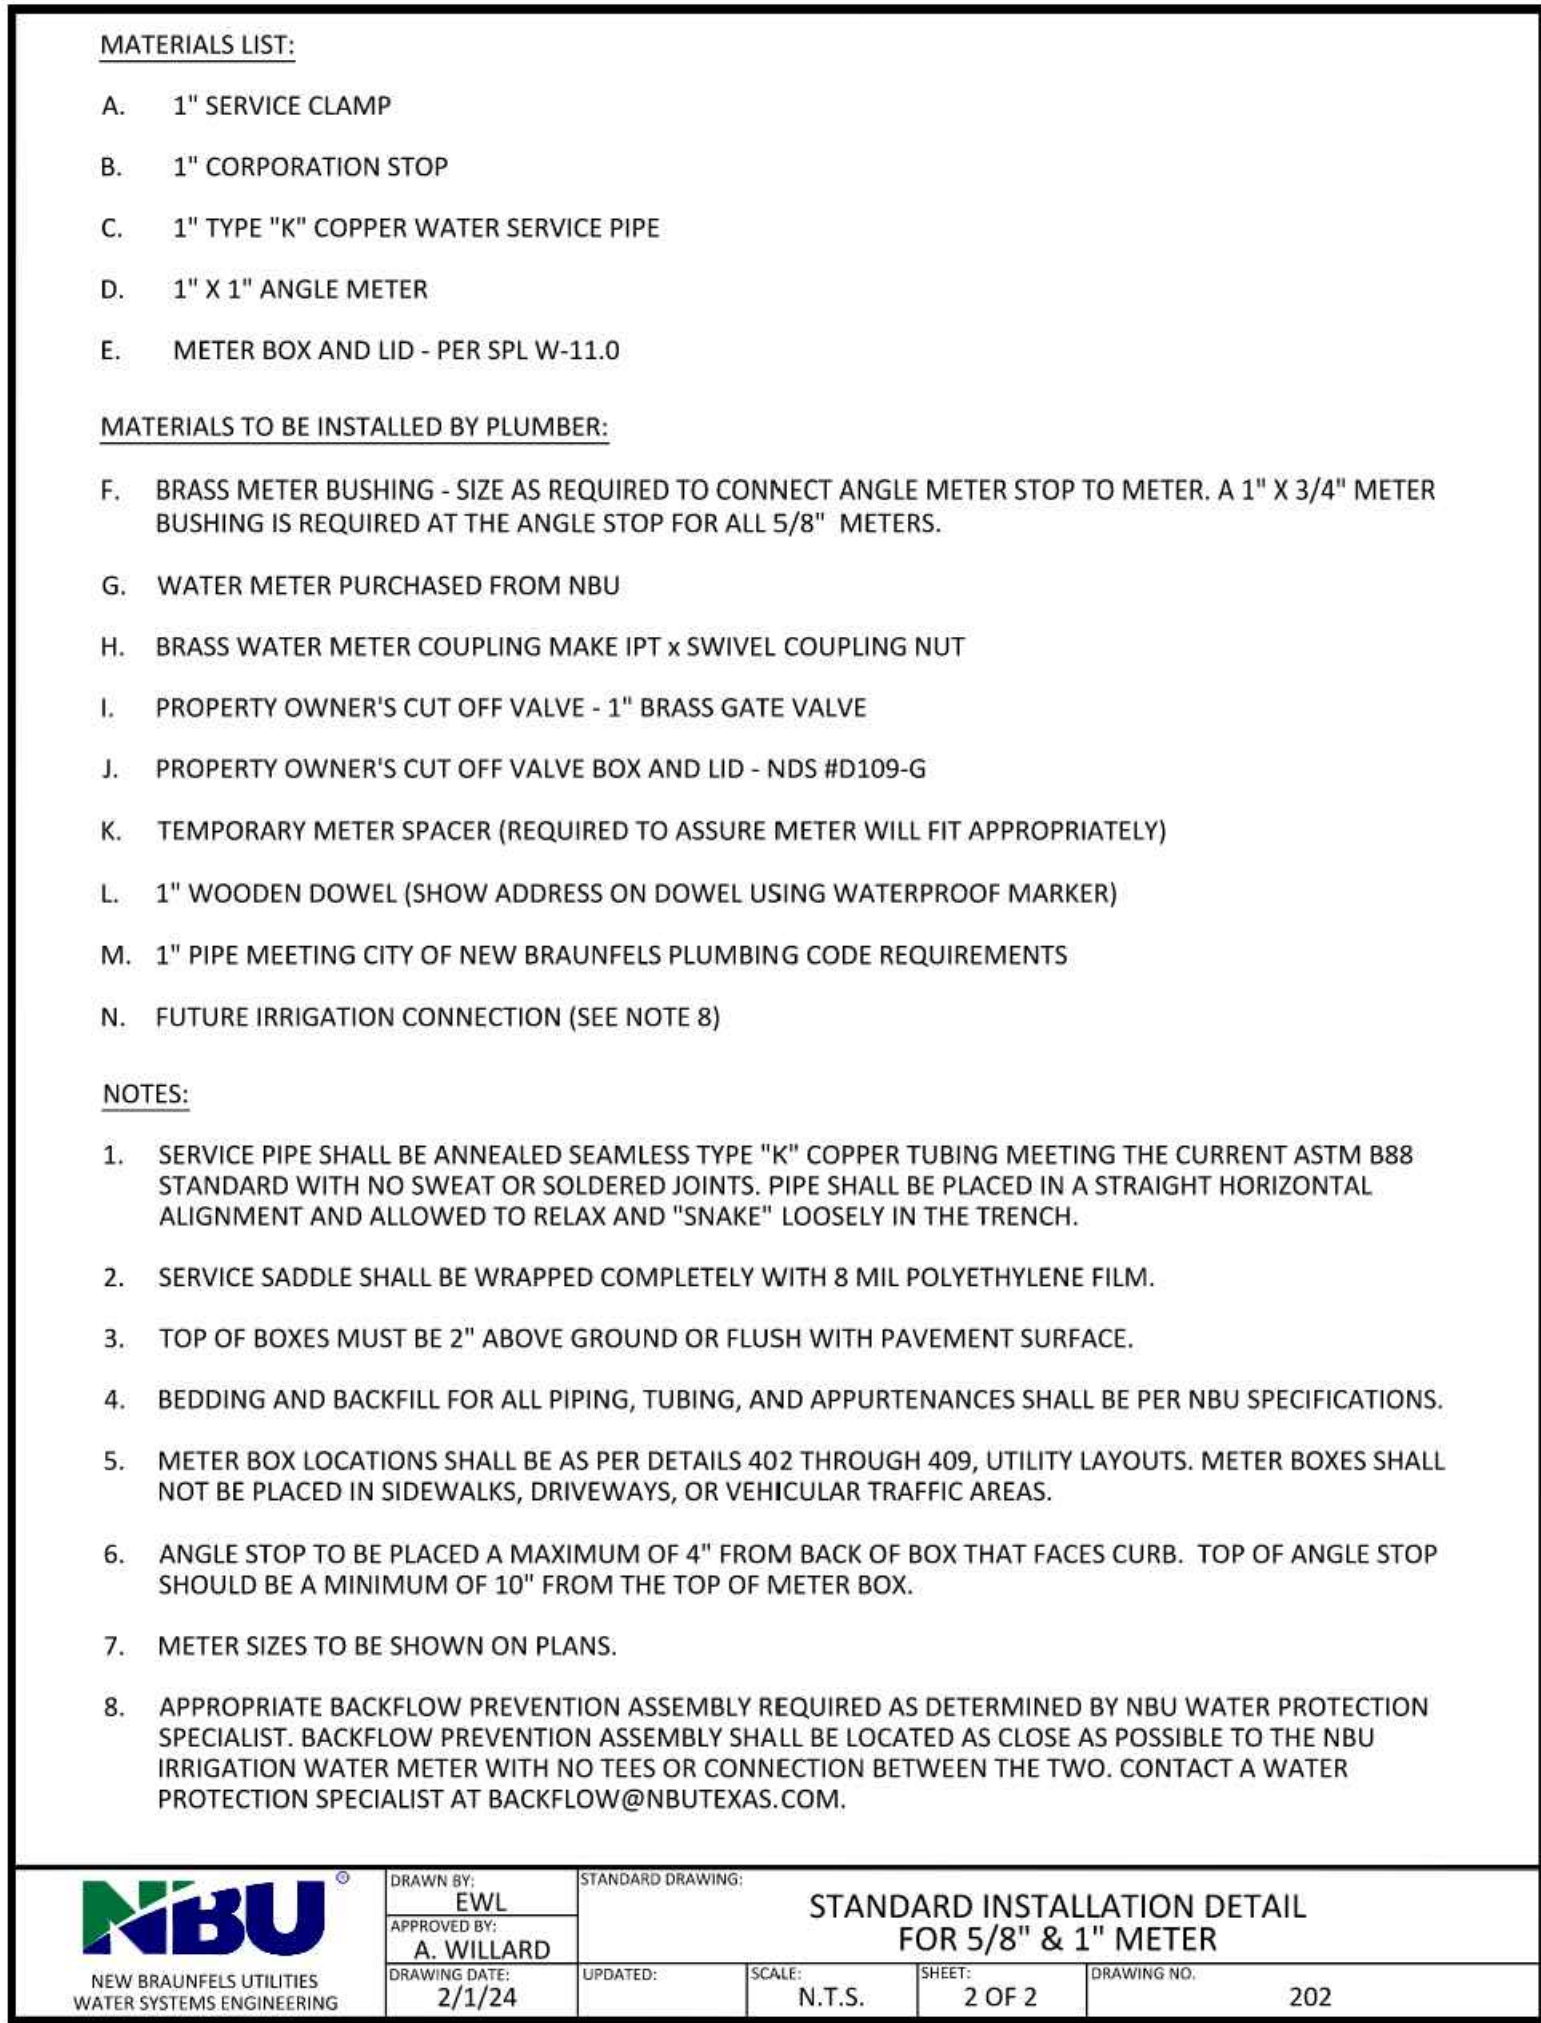 MATERIALS LIST:
A. 1" SERVICE CLAMP
B. 1" CORPORATION STOP
C. 1" TYPE "K" COPPER WATER SERVICE PIPE
D. 1" X 1" ANGLE METER
E. METER BOX AND LID - PER SPL W-11.0
MATERIALS TO BE INSTALLED BY PLUMBER:
F. BRASS METER BUSHING - SIZE AS REQUIRED TO CONNECT ANGLE METER STOP TO METER. A 1" X 3/4" METER
BUSHING IS REQUIRED AT THE ANGLE STOP FOR ALL 5/8" METERS.
G. WATER METER PURCHASED FROM NBU
H. BRASS WATER METER COUPLING MAKE IPT x SWIVEL COUPLING NUT
I. PROPERTY OWNER'S CUT OFF VALVE - 1" BRASS GATE VALVE
J. PROPERTY OWNER'S CUT OFF VALVE BOX AND LID - NDS #D109-G
K. TEMPORARY METER SPACER (REQUIRED TO ASSURE METER WILL FIT APPROPRIATELY)
L. 1" WOODEN DOWEL (SHOW ADDRESS ON DOWEL USING WATERPROOF MARKER)
M. 1" PIPE MEETING CITY OF NEW BRAUNFELS PLUMBING CODE REQUIREMENTS
N. FUTURE IRRIGATION CONNECTION (SEE NOTE 8)
NOTES:
1. SERVICE PIPE SHALL BE ANNEALED SEAMLESS TYPE "K" COPPER TUBING MEETING THE CURRENT ASTM B88
STANDARD WITH NO SWEAT OR SOLDERED JOINTS. PIPE SHALL BE PLACED IN A STRAIGHT HORIZONTAL
ALIGNMENT AND ALLOWED TO RELAX AND "SNAKE" LOOSELY IN THE TRENCH.
2. SERVICE SADDLE SHALL BE WRAPPED COMPLETELY WITH 8 MIL POLYETHYLENE FILM.
3. TOP OF BOXES MUST BE 2" ABOVE GROUND OR FLUSH WITH PAVEMENT SURFACE.
4. BEDDING AND BACKFILL FOR ALL PIPING, TUBING, AND APPURTENANCES SHALL BE PER NBU SPECIFICATIONS.
5. METER BOX LOCATIONS SHALL BE AS PER DETAILS 402 THROUGH 409, UTILITY LAYOUTS. METER BOXES SHALL
NOT BE PLACED IN SIDEWALKS, DRIVEWAYS, OR VEHICULAR TRAFFIC AREAS.
6. ANGLE STOP TO BE PLACED A MAXIMUM OF 4" FROM BACK OF BOX THAT FACES CURB. TOP OF ANGLE STOP
SHOULD BE A MINIMUM OF 10" FROM THE TOP OF METER BOX.
7. METER SIZES TO BE SHOWN ON PLANS.
8. APPROPRIATE BACKFLOW PREVENTION ASSEMBLY REQUIRED AS DETERMINED BY NBU WATER PROTECTION
SPECIALIST. BACKFLOW PREVENTION ASSEMBLY SHALL BE LOCATED AS CLOSE AS POSSIBLE TO THE NBU
IRRIGATION WATER METER WITH NO TEES OR CONNECTION BETWEEN THE TWO. CONTACT A WATER
PROTECTION SPECIALIST AT BACKFLOW@NBUTEXAS.COM.
NBU ®
NEW BRAUNFELS UTILITIES
WATER SYSTEMS ENGINEERING
DRAWN BY:
EWL
APPROVED BY:
A. WILLARD
DRAWING DATE:
2/1/24
STANDARD DRAWING:
STANDARD INSTALLATION DETAIL
FOR 5/8" & 1" METER
UPDATED:
SCALE:
N.T.S.
SHEET:
2 OF 2
DRAWING NO.
202